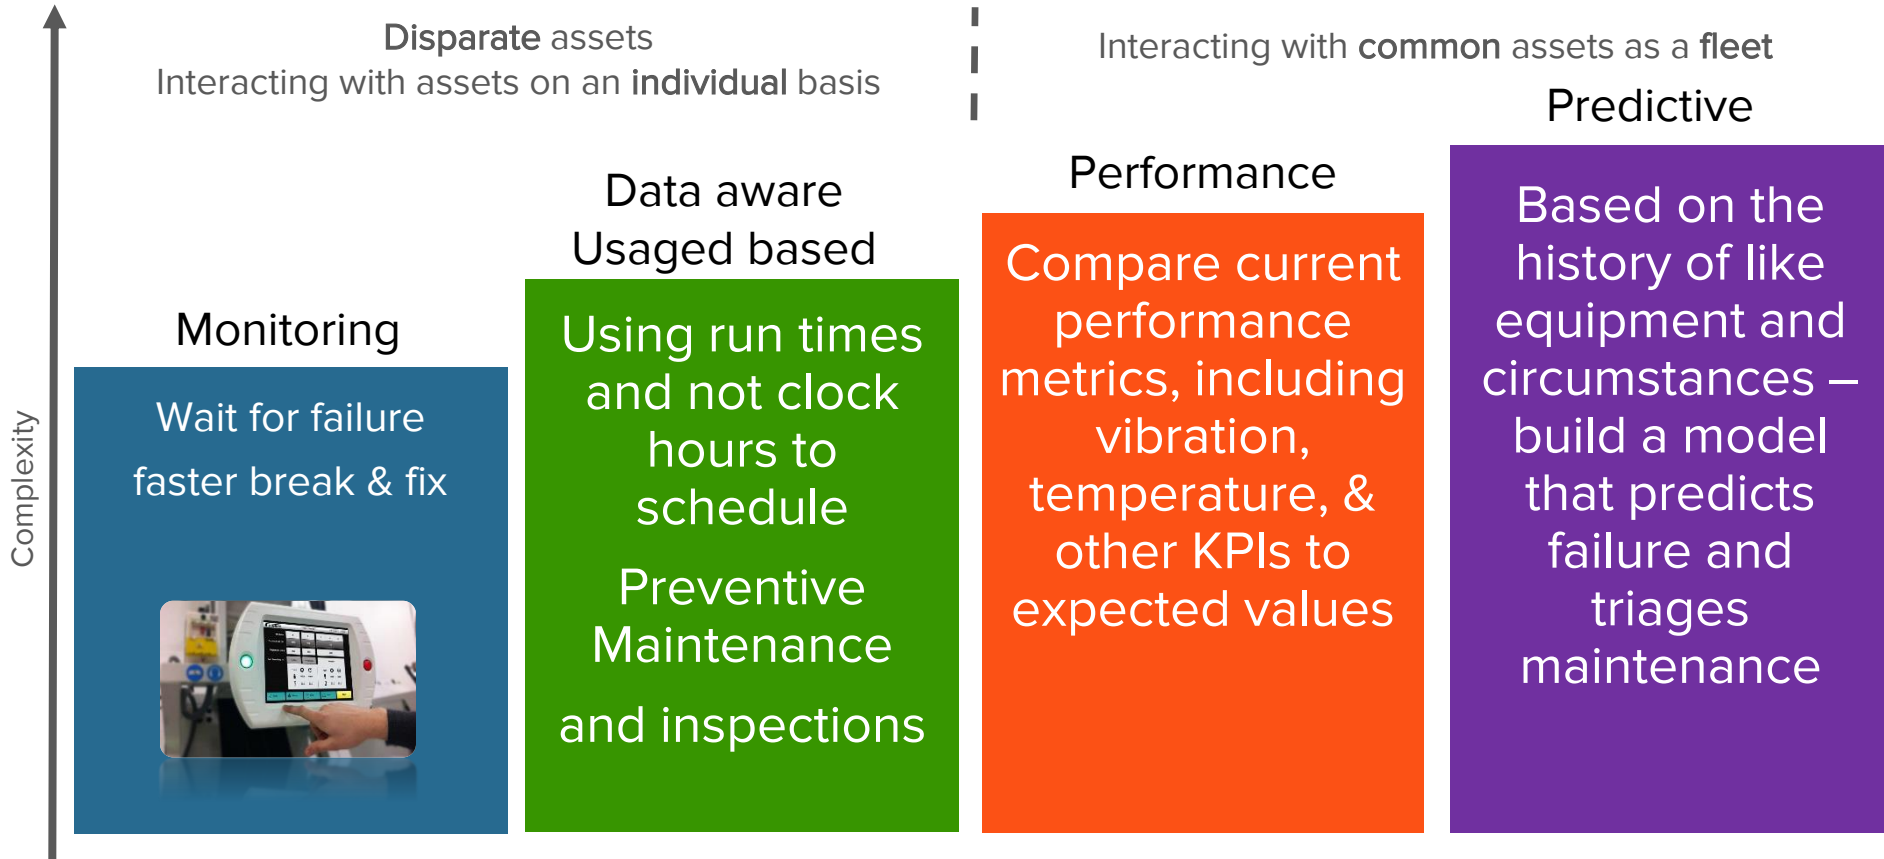 Disparate assets
Interacting with assets on an individual basis
Interacting with common assets as a fleet
Complexity
Monitoring
Wait for failure
faster break & fix
Data aware
Usaged based
Using run times
and not clock
hours to
schedule
Preventive
Maintenance
and inspections
Performance
Compare current
performance
metrics, including
vibration,
temperature, &
other KPIs to
expected values
Predictive
Based on the
history of like
equipment and
circumstances –
build a model
that predicts
failure and
triages
maintenance